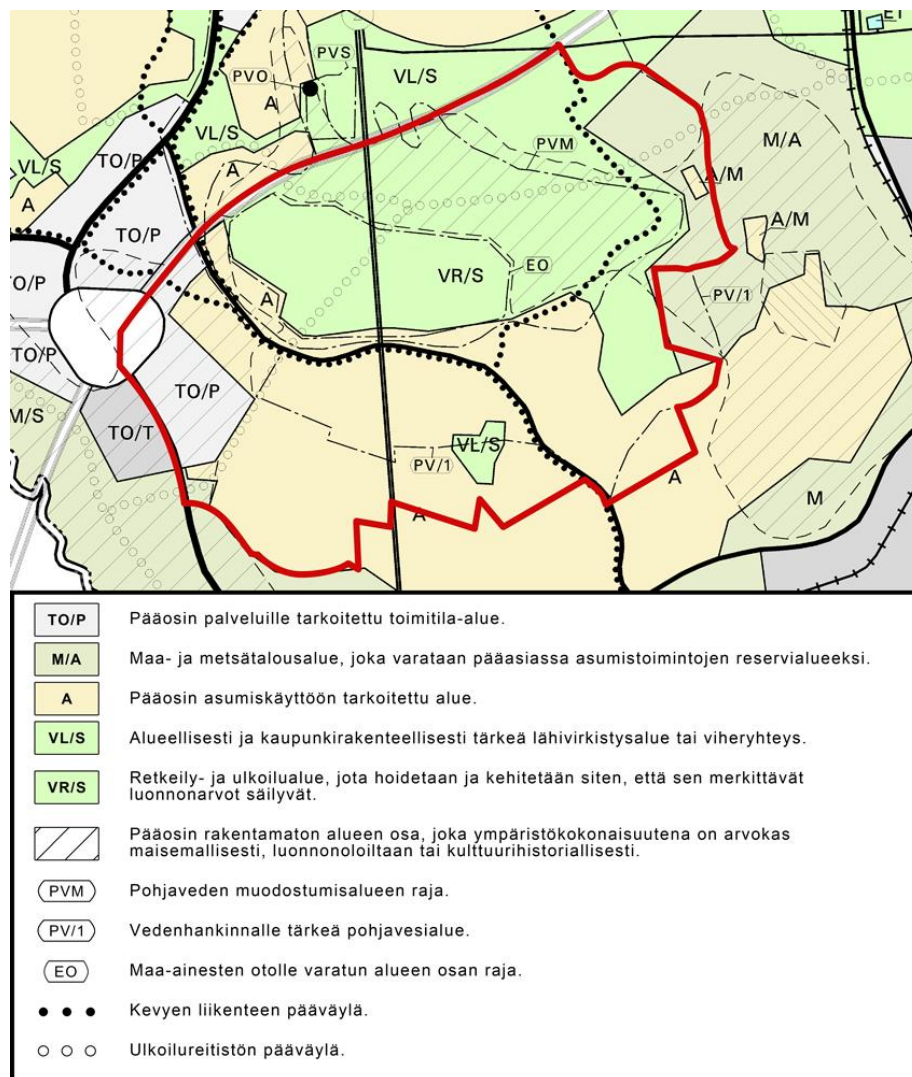 ET
PVS
PVO
VL/S
A
VL/S
TO/P
VL/S
PVM
M/A
A
A
A/M
A/M
TO/P
EO
TO/P
VR/S
A
PV/1
TO/P
TO/P
M/S
TO/T
VL/S
PV/1
A
A
M
TO/P Pääosin palveluille tarkoitettu toimitila-alue.
M/A Maa- ja metsätalousalue, joka varataan pääasiassa asumistoimintojen reservialueeksi.
A Pääosin asumiskäyttöön tarkoitettu alue.
VL/S Alueellisesti ja kaupunkirakenteellisesti tärkeä lähivirkistysalue tai viheryhteys.
VR/S Retkeily- ja ulkoilualue, jota hoidetaan ja kehitetään siten, että sen merkittävät
luonnonarvot säilyvät.
Pääosin rakentamaton alueen osa, joka ympäristökokonaisuutena on arvokas
maisemallisesti, luonnonoloiltaan tai kulttuurihistoriallisesti.
PVM Pohjaveden muodostumisalueen raja.
PV/1 Vedenhankinnalle tärkeä pohjavesialue.
EO Maa-ainesten otolle varatun alueen osan raja.
Kevyen liikenteen pääväylä.
Ulkoilureitistön pääväylä.